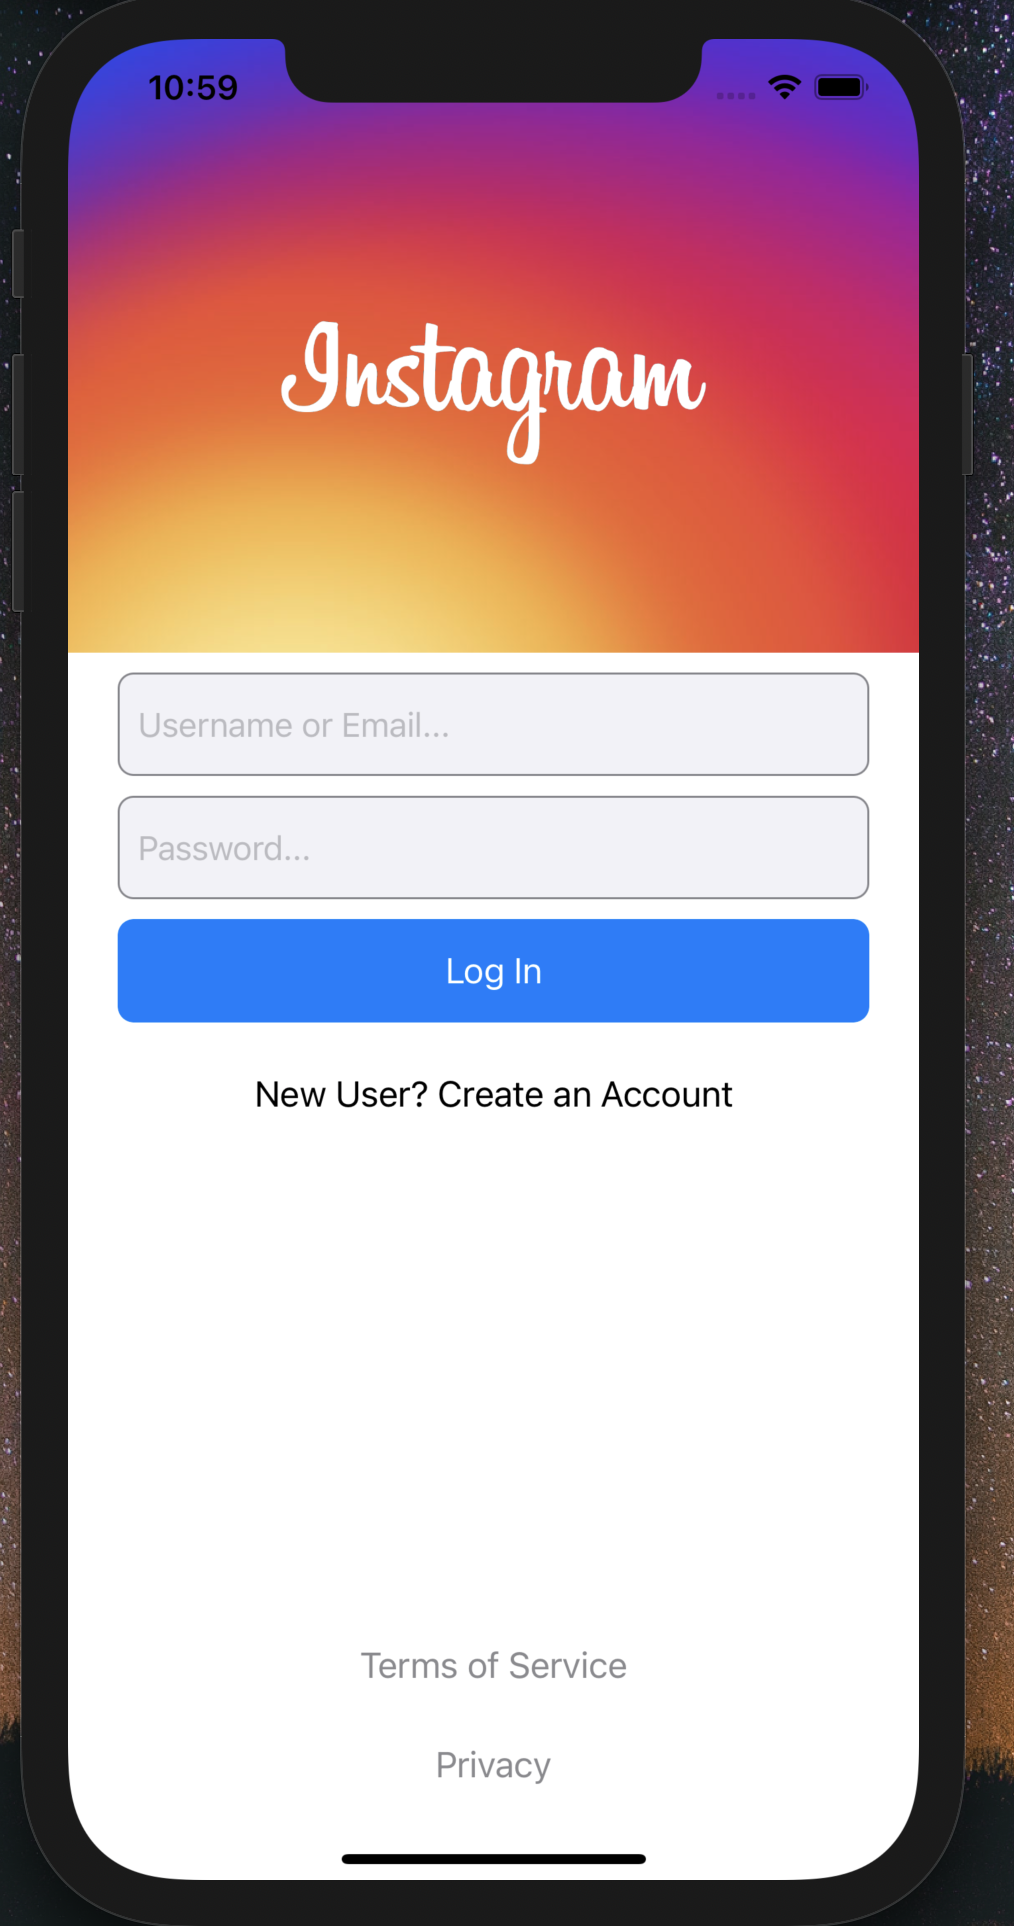 10:59
Instagram
Username or Email...
Password...
Log In
New User? Create an Account
Terms of Service
Privacy